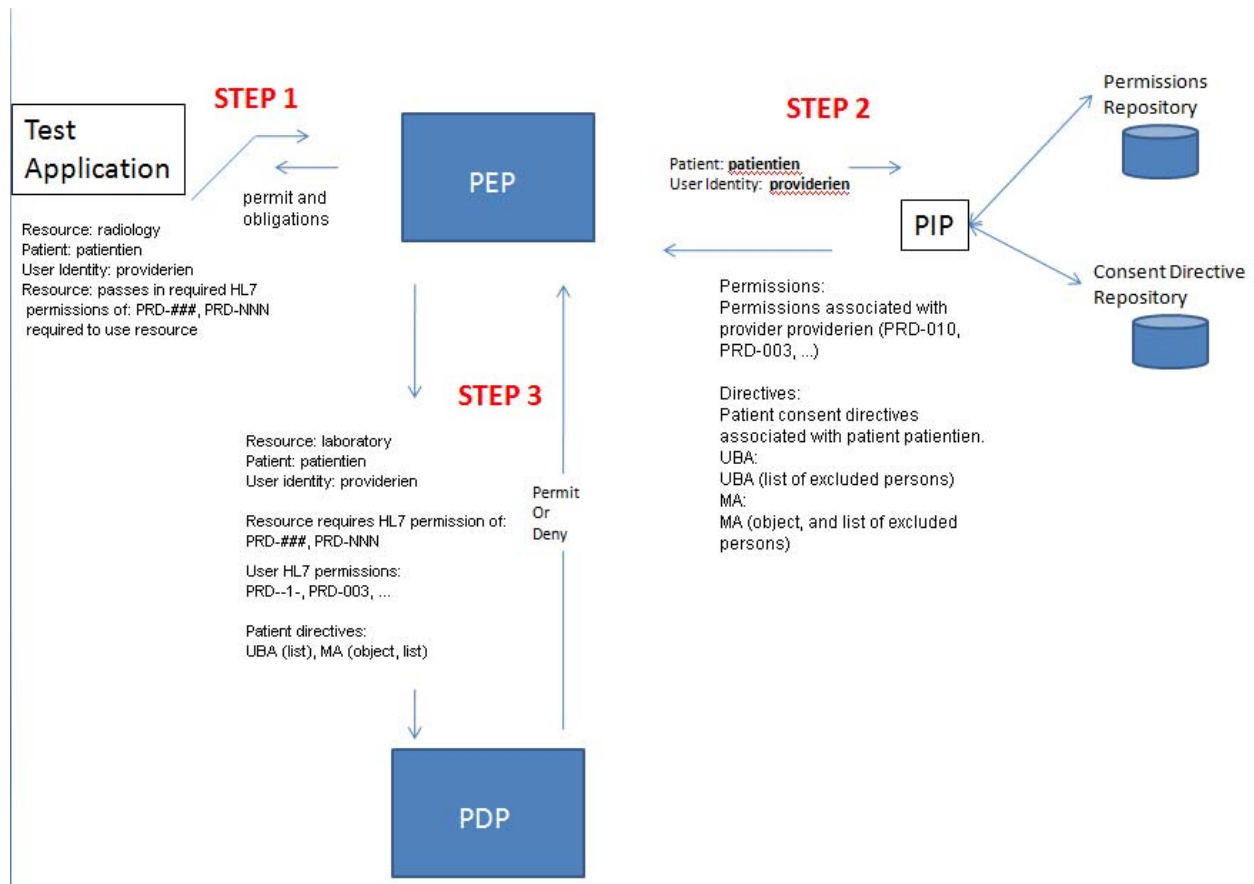 STEP 1
Test
Application
PEP
permit and
obligations
Resource: radiology
Patient: patientien
User Identity: providerien
Resource: passes in required HL7
permissions of: PRD-###, PRD-NNN
required to use resource
STEP 2
Patient: patientien
User Identity: providerien
PIP
Permissions
Repository
Consent Directive
Repository
Permissions:
Permissions associated with
provider providerien (PRD-010,
PRD-003, ...)
Directives:
Patient consent directives
associated with patient patientien.
UBA:
UBA (list of excluded persons)
MA:
MA (object, and list of excluded
persons)
STEP 3
Resource: laboratory
Patient: patientien
User identity: providerien
Resource requires HL7 permission of:
PRD-###, PRD-NNN
User HL7 permissions:
PRD--1-, PRD-003, ...
Patient directives:
UBA (list), MA (object, list)
Permit
Or
Deny
PDP